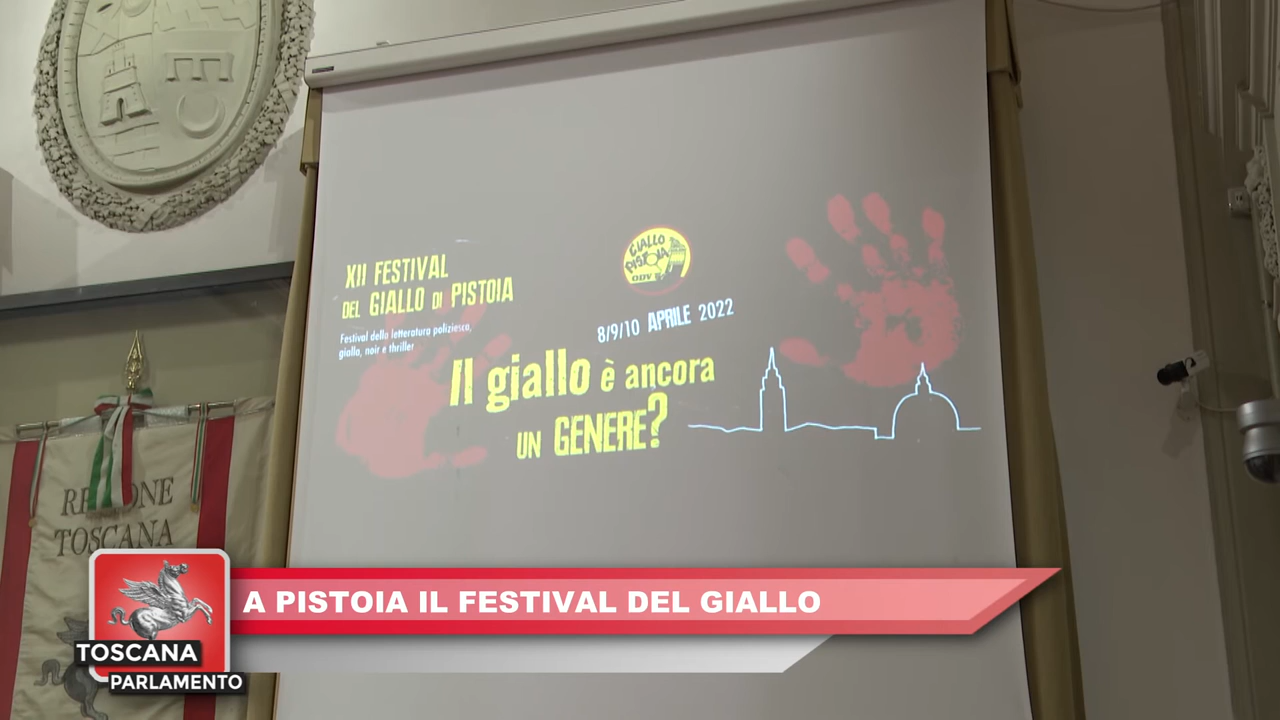 XII FESTIVAL
DEL GIALLO DI PISTOIA
Festival della letteratura poliziesca,
giallo, noir e thriller
GIALLO
PISTOIA
ODV
8/9/10 APRILE 2022
Il giallo è ancora
UN GENERE?
REGIONE
TOSCANA
A PISTOIA IL FESTIVAL DEL GIALLO
TOSCANA
PARLAMENTO